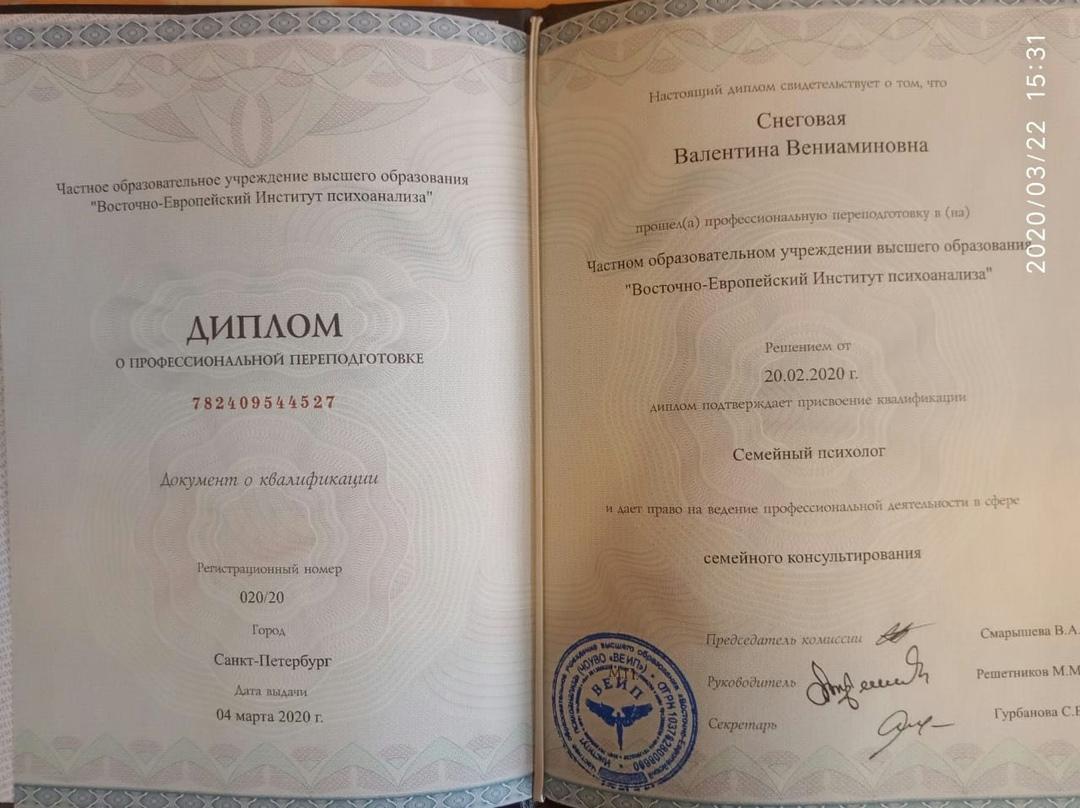 Частное образовательное учреждение высшего образования
"Восточно-Европейский Институт психоанализа"
ДИПЛОМ
О ПРОФЕССИОНАЛЬНОЙ ПЕРЕПОДГОТОВКЕ
782409544527
Документ о квалификации
Регистрационный номер
020/20
Город
Санкт-Петербург
Дата выдачи
04 марта 2020 г.
Настоящий диплом свидетельствует о том, что
Снеговая
Валентина Вениаминовна
прошел(а) профессиональную переподготовку в (на)
Частном образовательном учреждении высшего образования
"Восточно-Европейский Институт психоанализа"
Решением от
20.02.2020 г.
диплом подтверждает присвоение квалификации
Семейный психолог
и дает право на ведение профессиональной деятельности в сфере
семейного консультирования
Председатель комиссии Смарышева В.А.
Руководитель Решетников М.М
Секретарь Гурбанова С.
М.П.
ВЕИП
2020/03/22 15:31